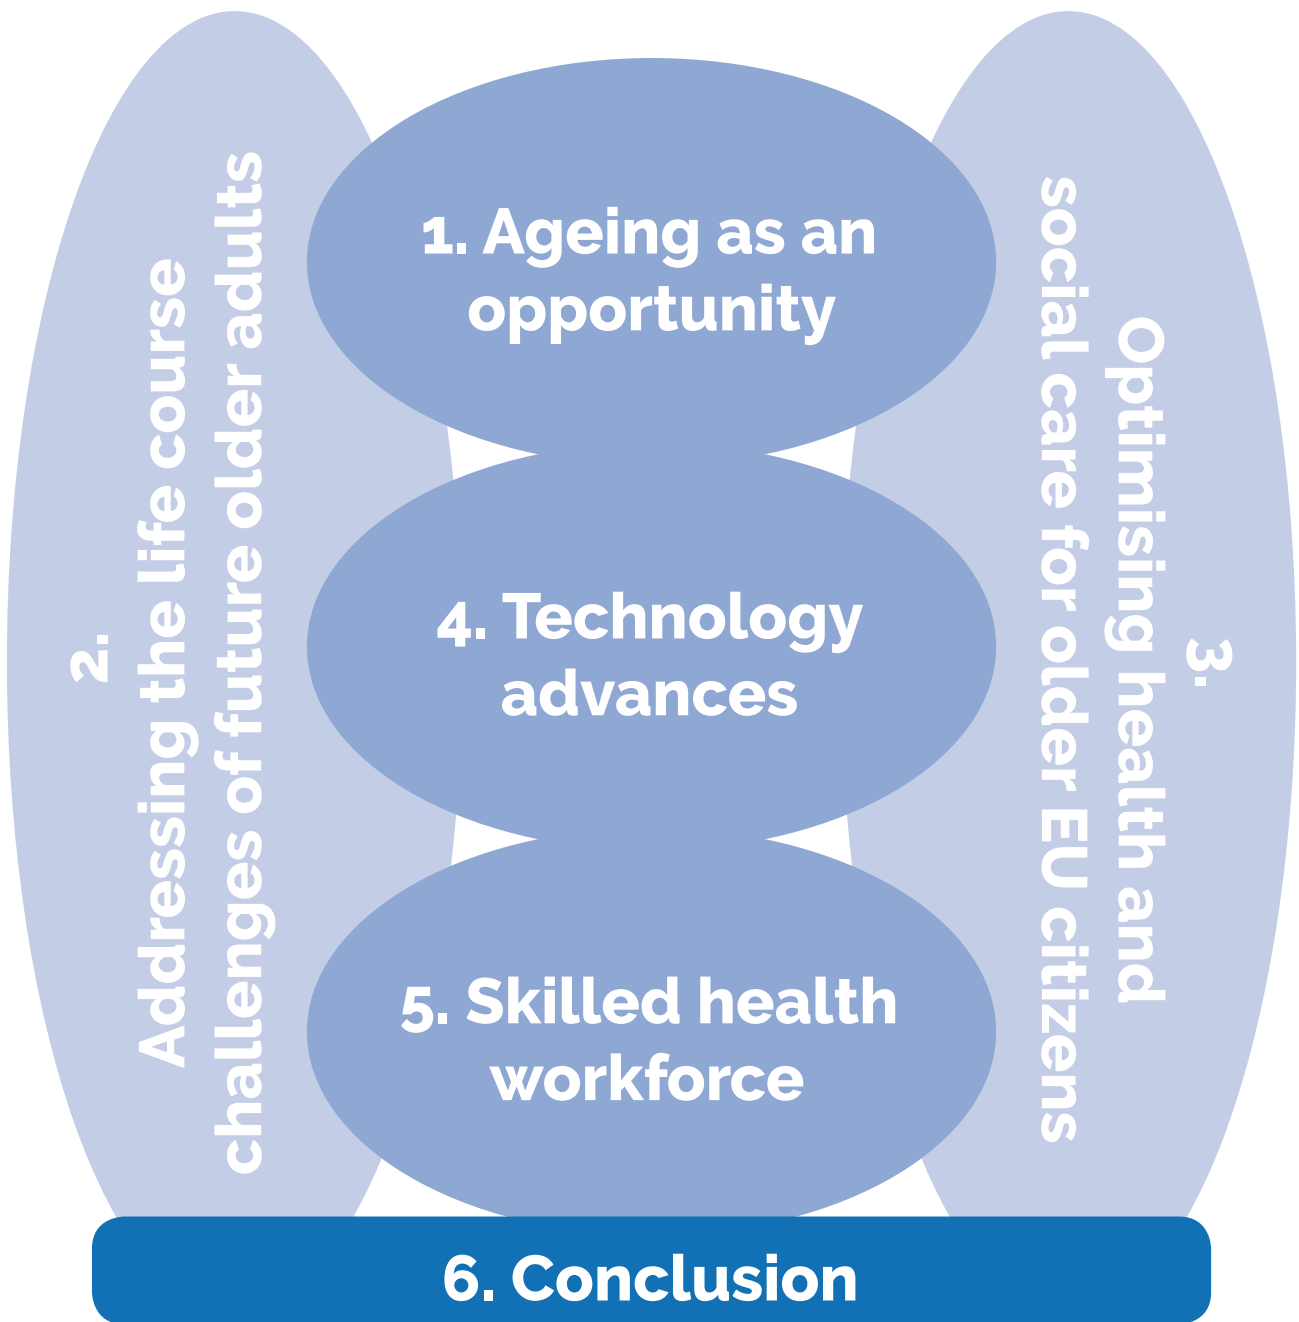 1. Ageing as an
opportunity
2.
Addressing the life course
challenges of future older adults
3.
Optimising health and
social care for older EU citizens
4. Technology
advances
5. Skilled health
workforce
6. Conclusion